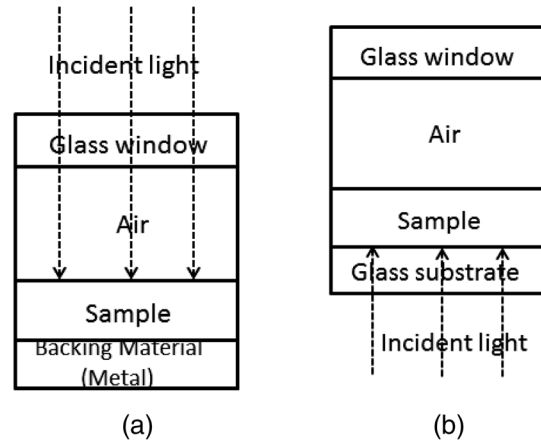 Incident light
Glass window
Air
Sample
Backing Material
(Metal)
(a)
Glass window
Air
Sample
Glass substrate
Incident light
(b)